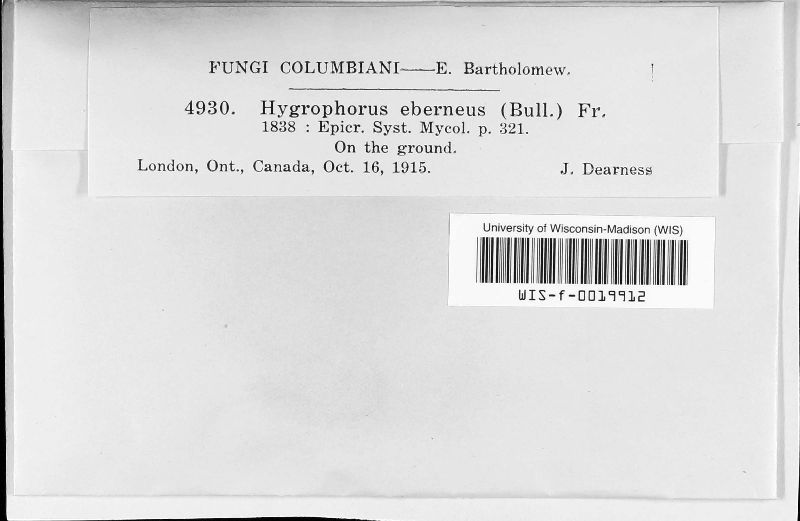 FUNGI COLUMBIANI——E. Bartholomew.
4930. Hygrophorus eberneus (Bull.) Fr.
1838 : Epicr. Syst. Mycol. p. 321.
On the ground.
London, Ont., Canada, Oct. 16, 1915. J. Dearness
University of Wisconsin-Madison (WIS)
WIS-f-0019912